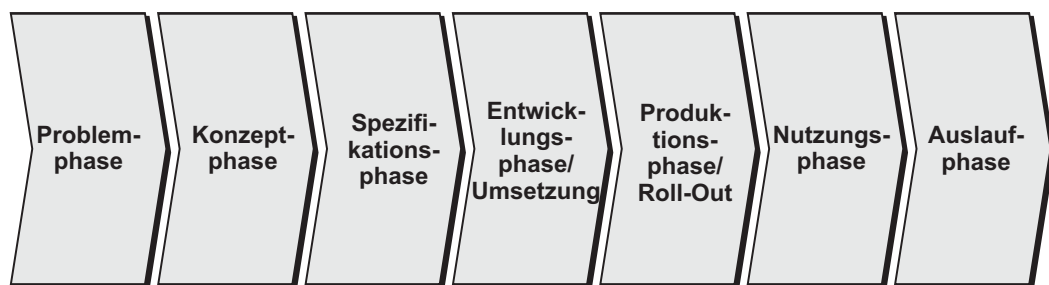 Problem-
phase
Konzept-
phase
Spezifi-
kations-
phase
Entwick-
lungs-
phase/
Umsetzung
Produk-
tions-
phase/
Roll-Out
Nutzungs-
phase
Auslauf-
phase